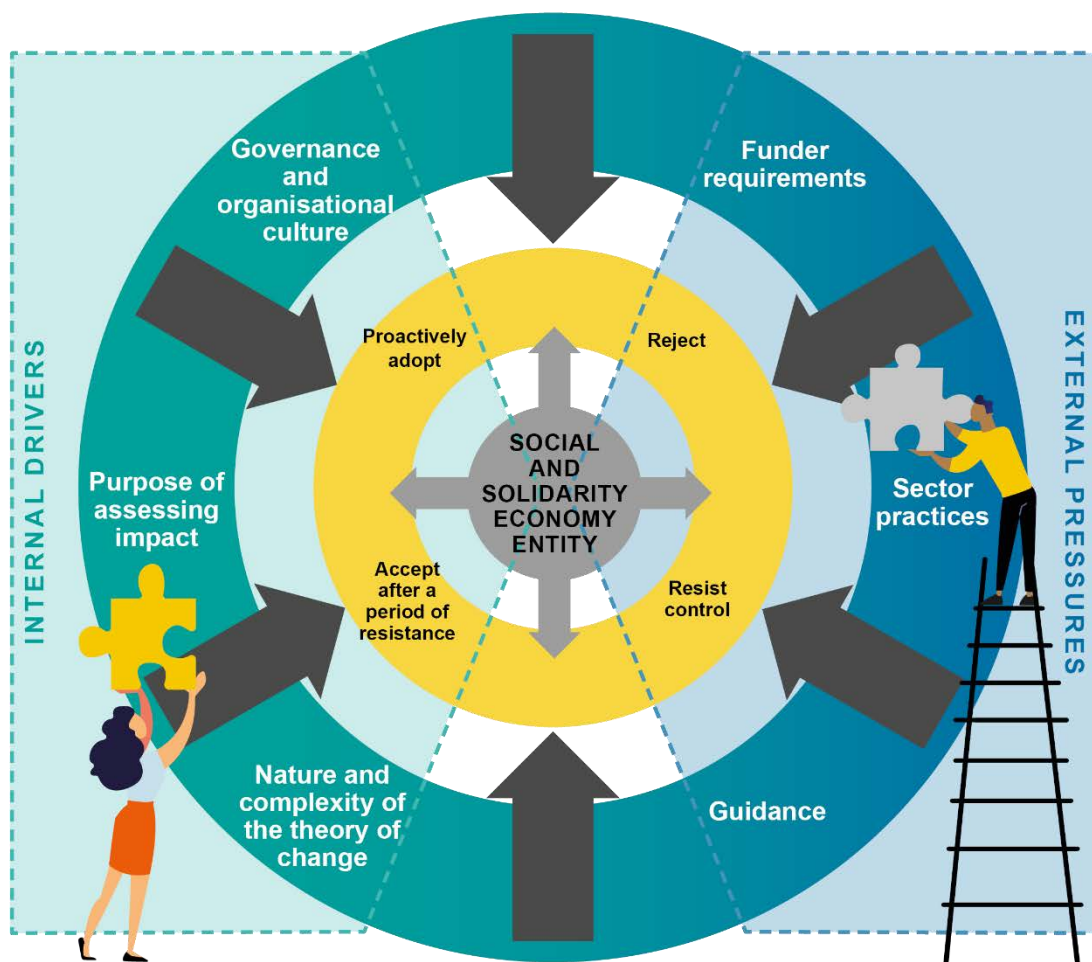 INTERNAL DRIVERS
Governance
and
organisational
culture
Purpose of
assessing
impact
Nature and
complexity of
the theory of
change
Proactively
adopt
Accept
after a
period of
resistance
SOCIAL
AND
SOLIDARITY
ECONOMY
ENTITY
Reject
Resist
control
Funder
requirements
Sector
practices
Guidance
EXTERNAL PRESSURES